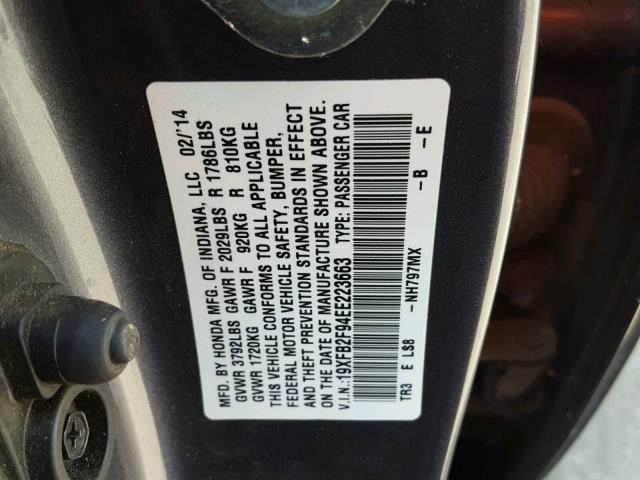 MFD. BY HONDA MFG. OF INDIANA, LLC 02/'14
GVWR 3792LBS GAWR F 2029LBS R 1786LBS
GVWR 1720KG GAWR F 920KG R 810KG
THIS VEHICLE CONFORMS TO ALL APPLICABLE
FEDERAL MOTOR VEHICLE SAFETY, BUMPER,
AND THEFT PREVENTION STANDARDS IN EFFECT
ON THE DATE OF MANUFACTURE SHOWN ABOVE.
V.I.N.: 19XFB2F94EE223663 TYPE: PASSENGER CAR
TR3 E LS8 -NH797MX -B -E